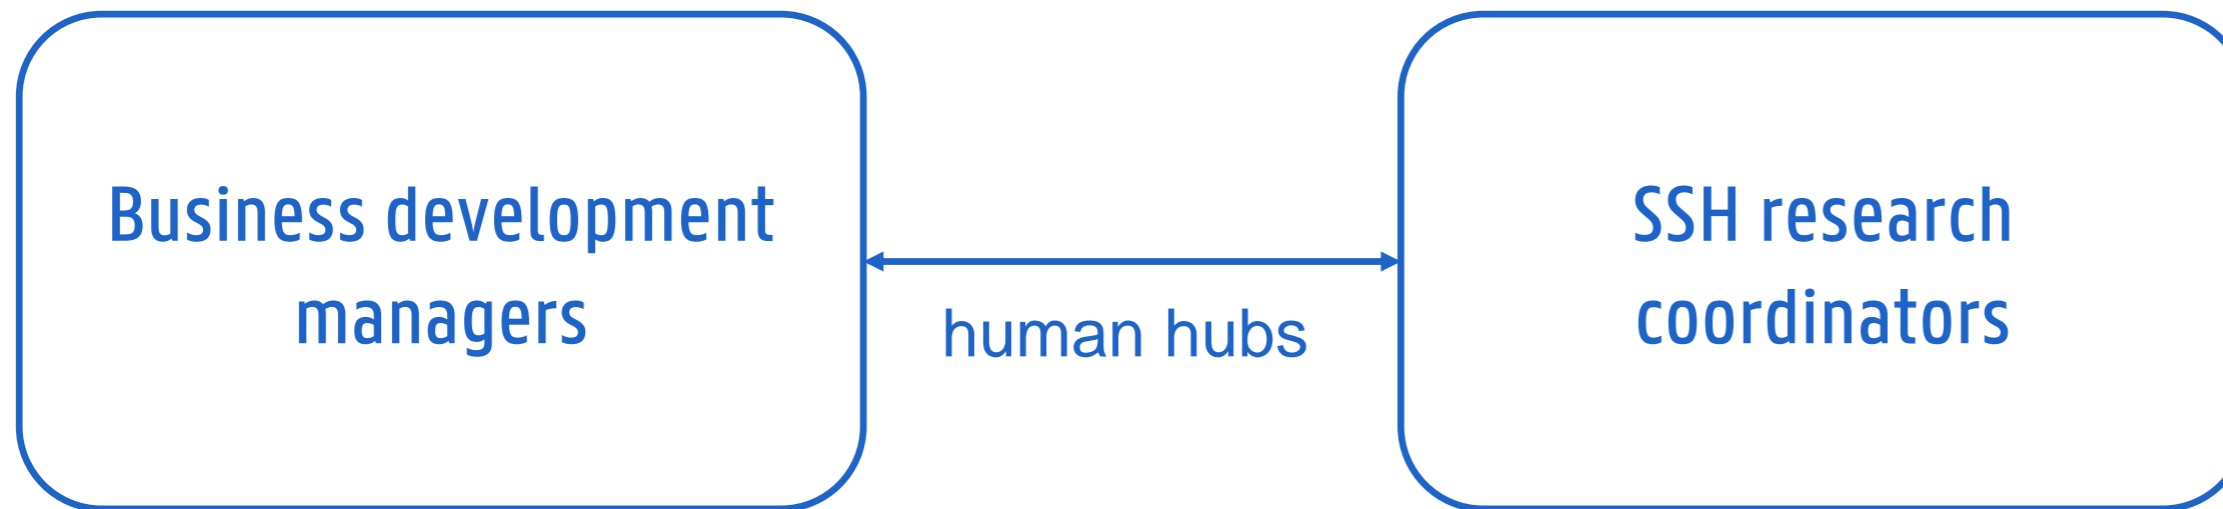 Business development
managers
human hubs
SSH research
coordinators